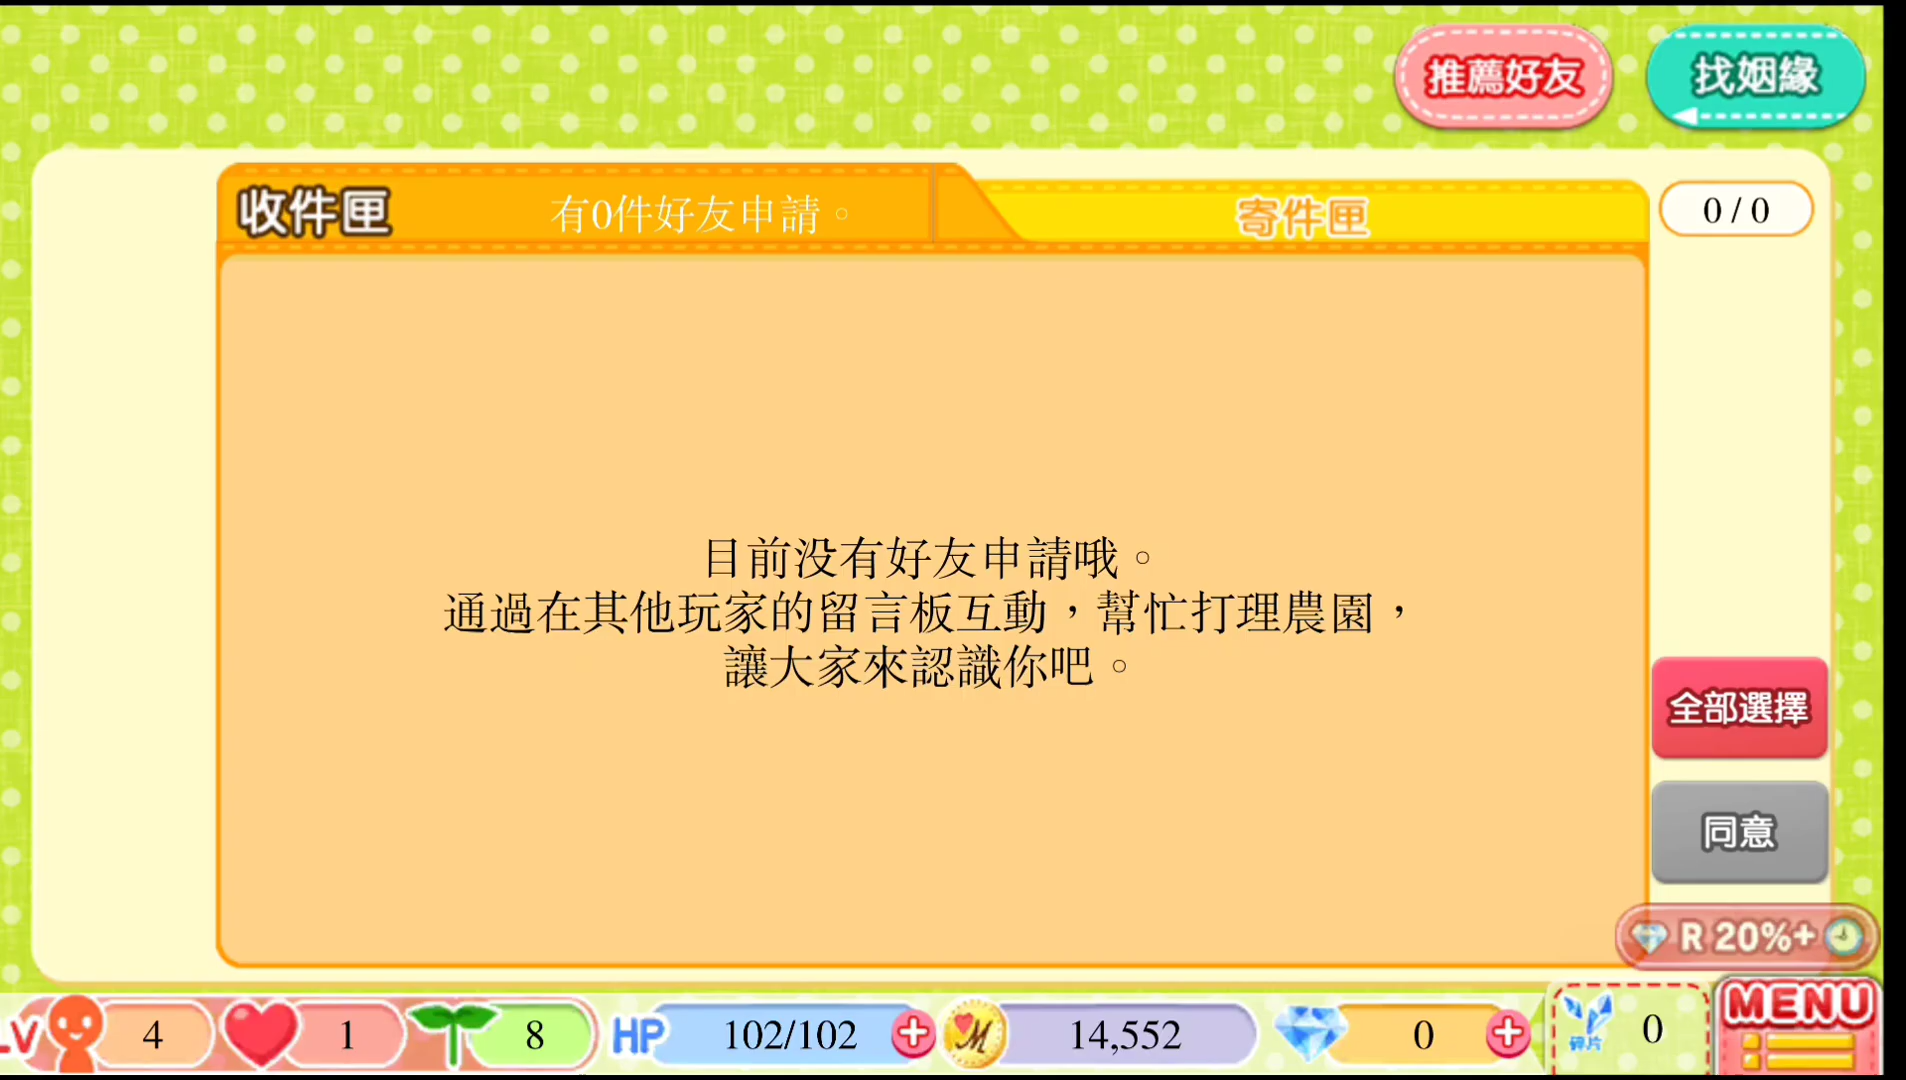 推薦好友
找姻緣
收件匣
有0件好友申請。
寄件匣
0/0
目前没有好友申請哦。
通過在其他玩家的留言板互動，幫忙打理農園，
讓大家來認識你吧。
全部選擇
同意
R 20%+
LV
4
1
8
HP
102/102
M
14,552
0
碎片
0
MENU